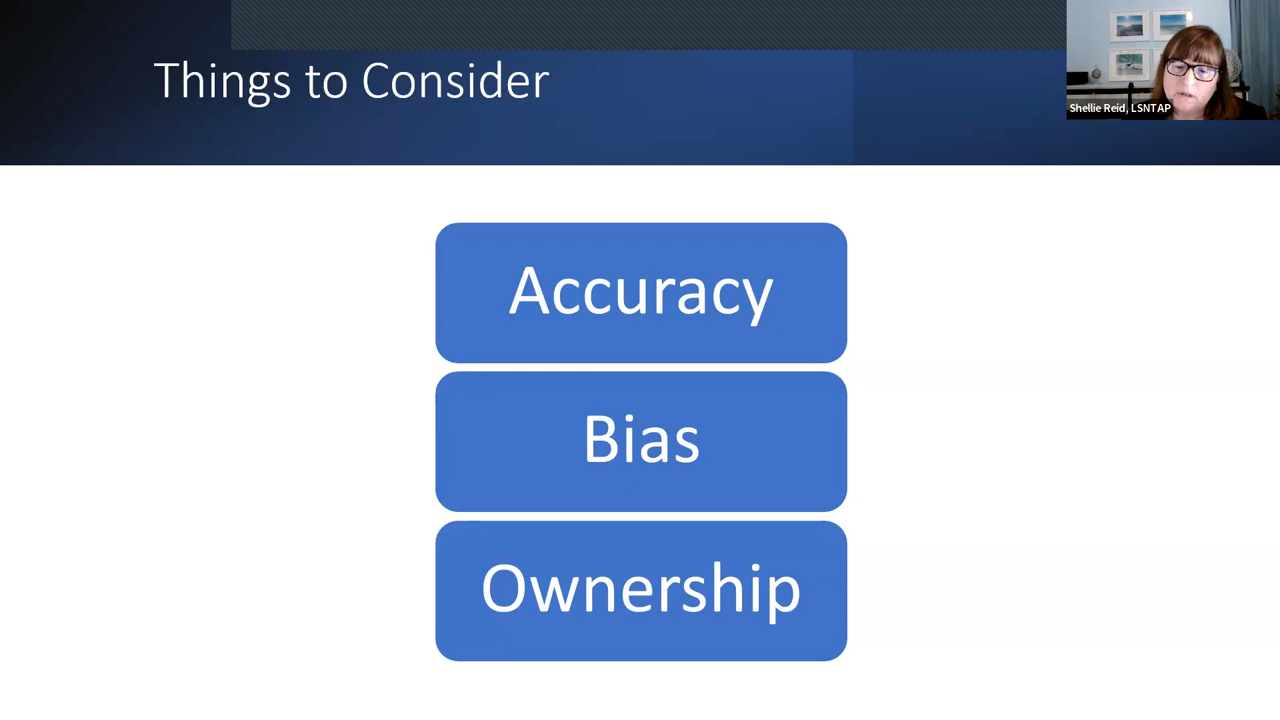 Things to Consider
Shellie Reid, LSNTAP
Accuracy
Bias
Ownership